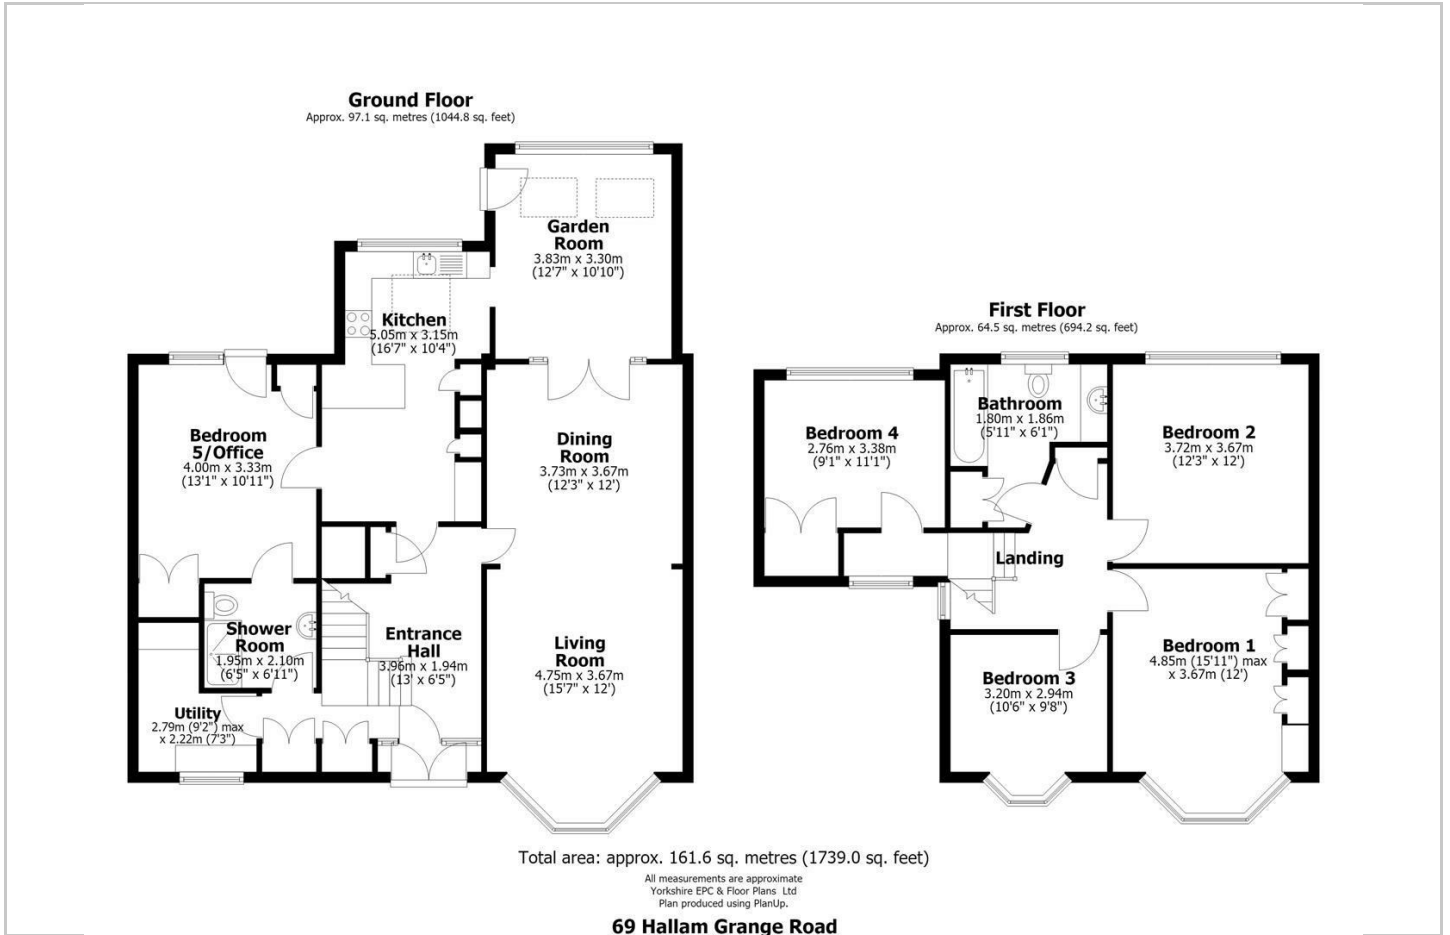 Ground Floor
Approx. 97.1 sq. metres (1044.8 sq. feet)
Garden
Room
3.83m x 3.30m
(12'7" x 10'10")
Kitchen
5.05m x 3.15m
(16'7" x 10'4")
Bedroom
5/Office
4.00m x 3.33m
(13'1" x 10'11")
Dining
Room
3.73m x 3.67m
(12'3" x 12')
Shower
Room
1.95m x 2.10m
(6'5" x 6'11")
Entrance
Hall
3.96m x 1.94m
(13' x 6'5")
Living
Room
4.75m x 3.67m
(15'7" x 12')
Utility
2.79m (9'2") max
x 2.22m (7'3")
First Floor
Approx. 64.5 sq. metres (694.2 sq. feet)
Bedroom 4
2.76m x 3.38m
(9'1" x 11'1")
Bathroom
1.80m x 1.86m
(5'11" x 6'1")
Bedroom 2
3.72m x 3.67m
(12'3" x 12')
Landing
Bedroom 3
3.20m x 2.94m
(10'6" x 9'8")
Bedroom 1
4.85m (15'11") max
x 3.67m (12')
Total area: approx. 161.6 sq. metres (1739.0 sq. feet)
All measurements are approximate
Yorkshire EPC & Floor Plans Ltd
Plan produced using PlanUp.
69 Hallam Grange Road